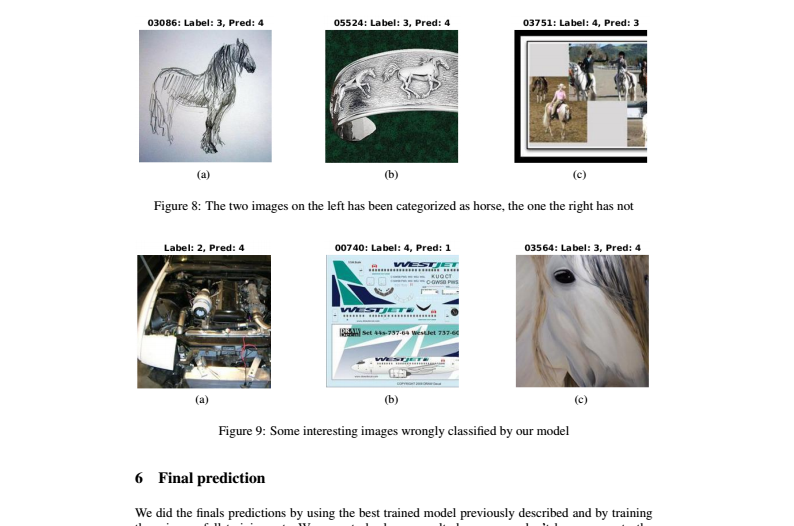 03086: Label: 3, Pred: 4
05524: Label: 3, Pred: 4
03751: Label: 4, Pred: 3
(a)
(b)
(c)
Figure 8: The two images on the left has been categorized as horse, the one the right has not
Label: 2, Pred: 4
00740: Label: 4, Pred: 1
03564: Label: 3, Pred: 4
WESTJET
KUQCT
C-GWSB PWS
WESTJET
Set 44s-737-64 WestJet 737-60
WESTJET
(a)
(b)
(c)
Figure 9: Some interesting images wrongly classified by our model
6 Final prediction
We did the finals predictions by using the best trained model previously described and by training